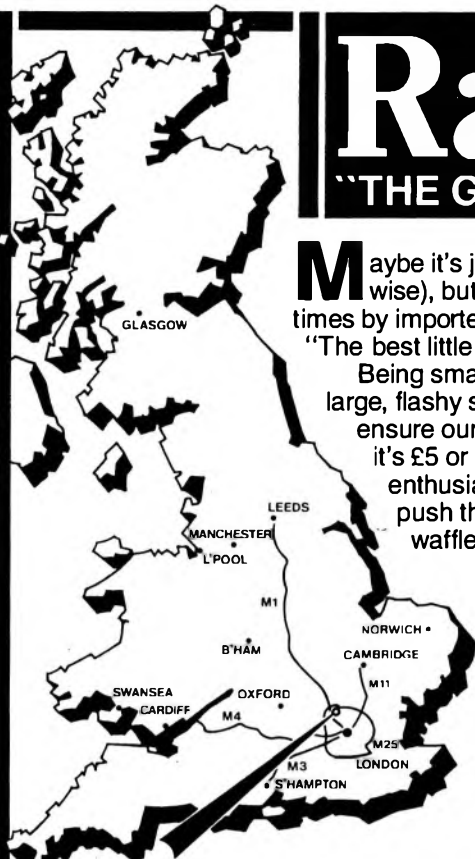 Ra
"THE G
Maybe it's j
wise), but
times by importe
"The best little
Being sma
large, flashy s
ensure our
it's £5 or
enthusia
push th
waffle
GLASGOW
LEEDS
MANCHESTER
L'POOL
M1
B'HAM
NORWICH
CAMBRIDGE
M11
SWANSEA
CARDIFF
OXFORD
M4
M25
LONDON
M3
S'HAMPTON